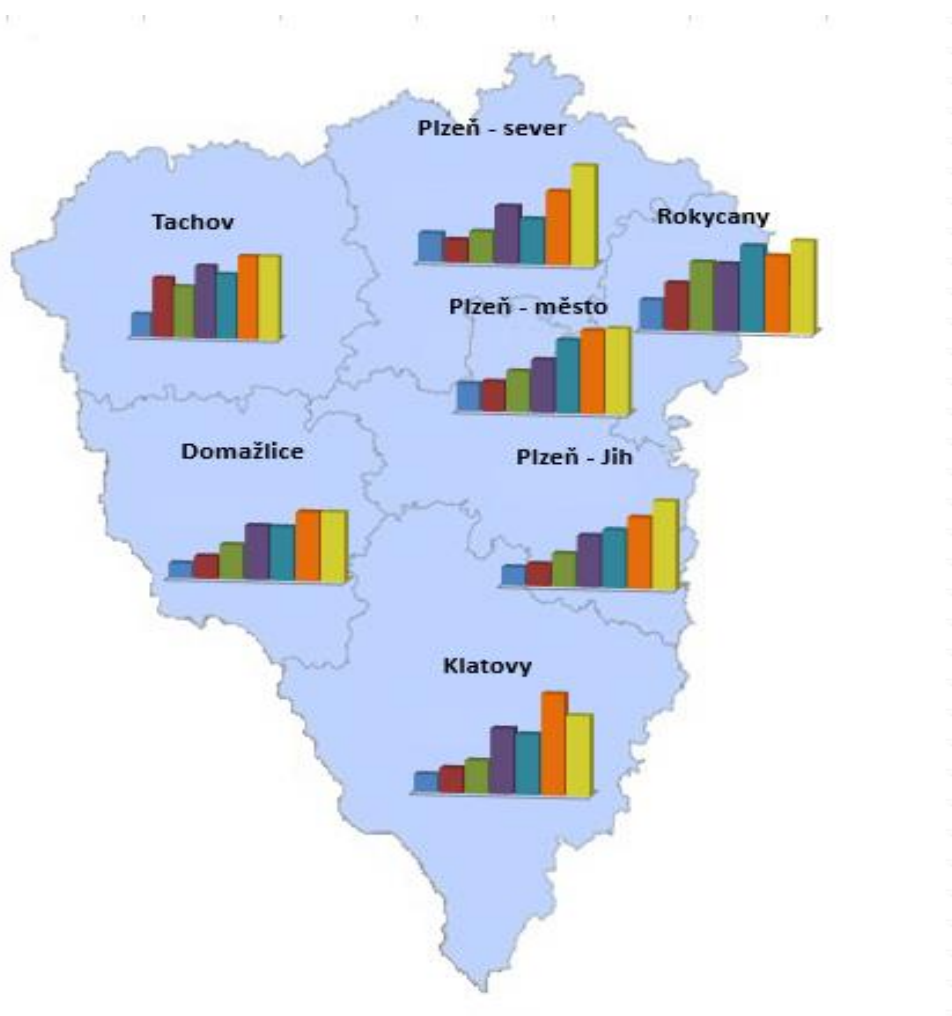 Plzeň - sever
Tachov
Rokycany
Plzeň - město
Domažlice
Plzeň - Jih
Klatovy